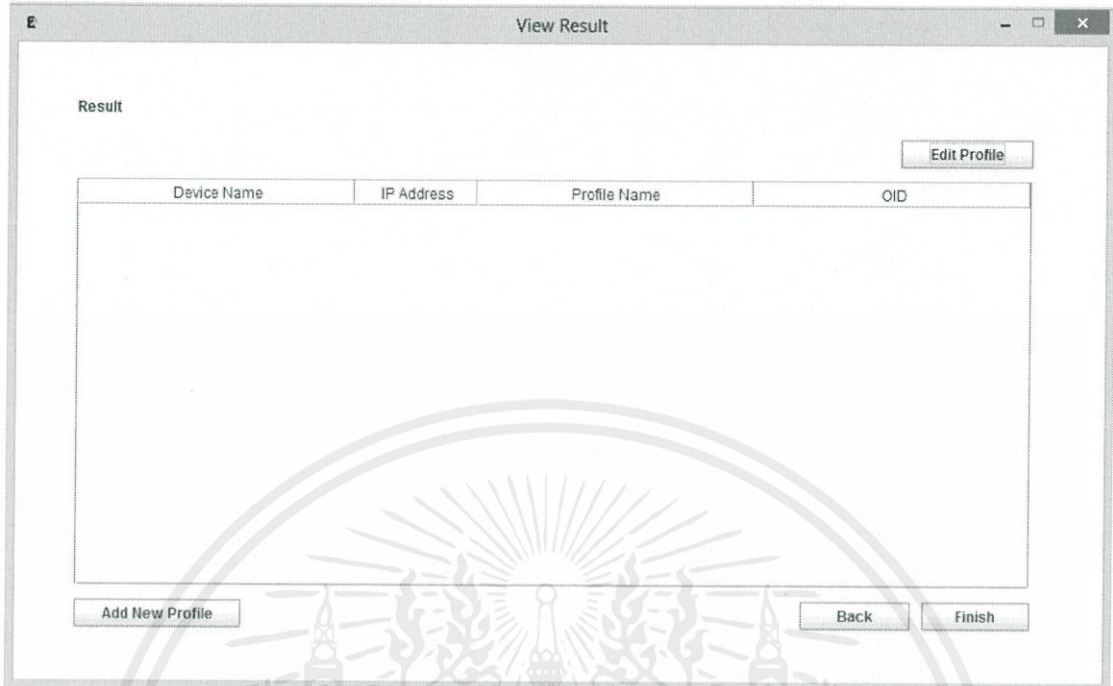 View Result
Result
Edit Profile
Device Name IP Address Profile Name OID
Add New Profile Back Finish